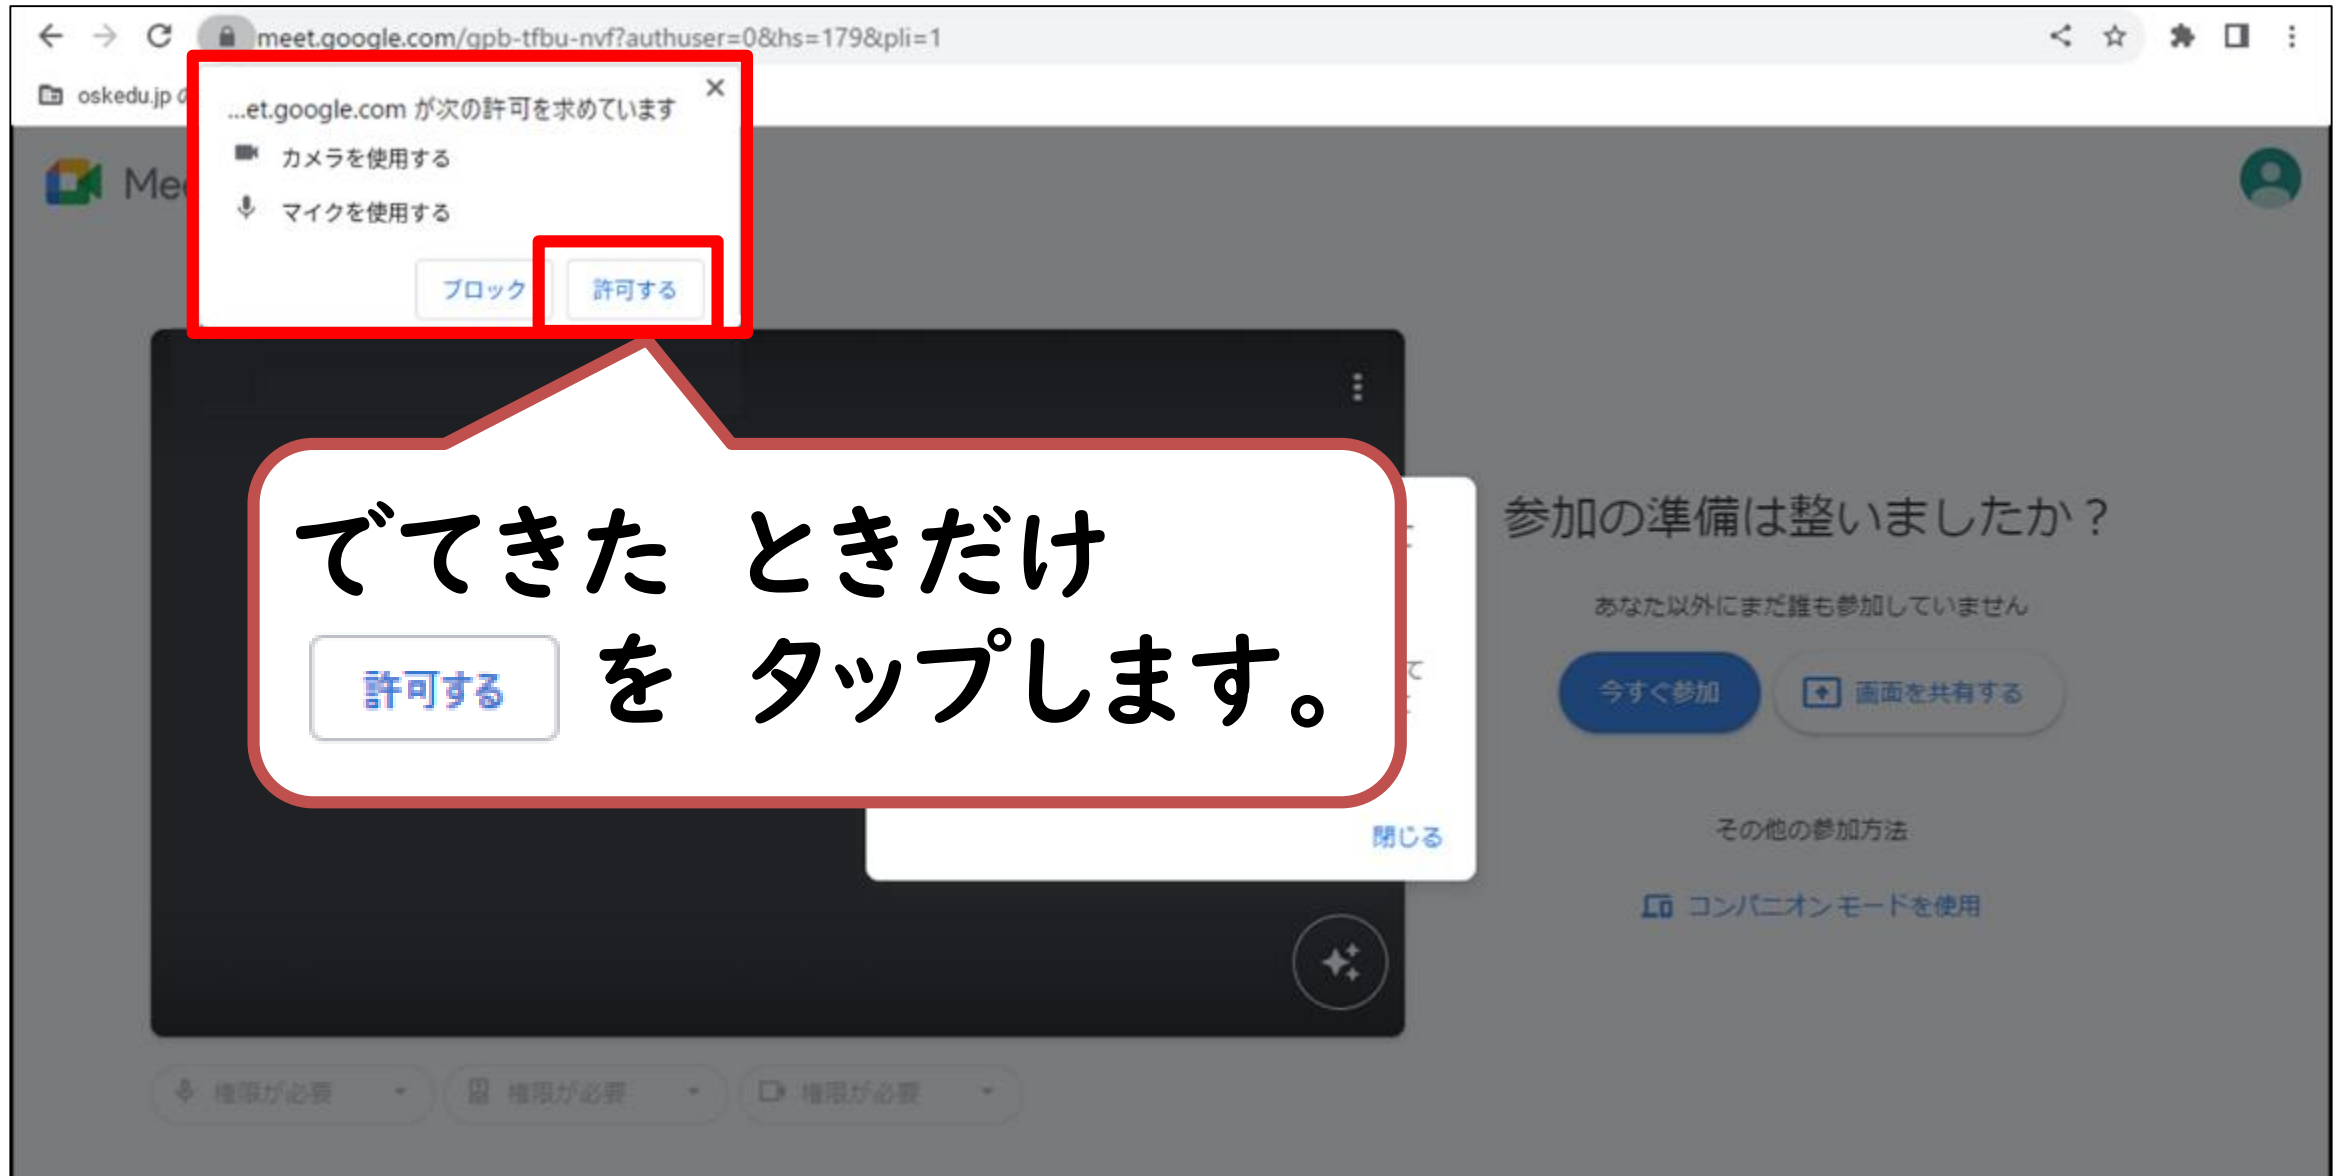 meet.google.com/gpb-tfbu-nvf?authuser=0&hs=179&pli=1
oskedu.jp の
...et.google.com が次の許可を求めています
カメラを使用する
マイクを使用する
ブロック 許可する
でてきた ときだけ
許可する を タップします。
参加の準備は整いましたか？
あなた以外にまだ誰も参加していません
今すぐ参加 画面を共有する
て
閉じる
その他の参加方法
コンパニオン モードを使用
権限が必要 権限が必要 権限が必要